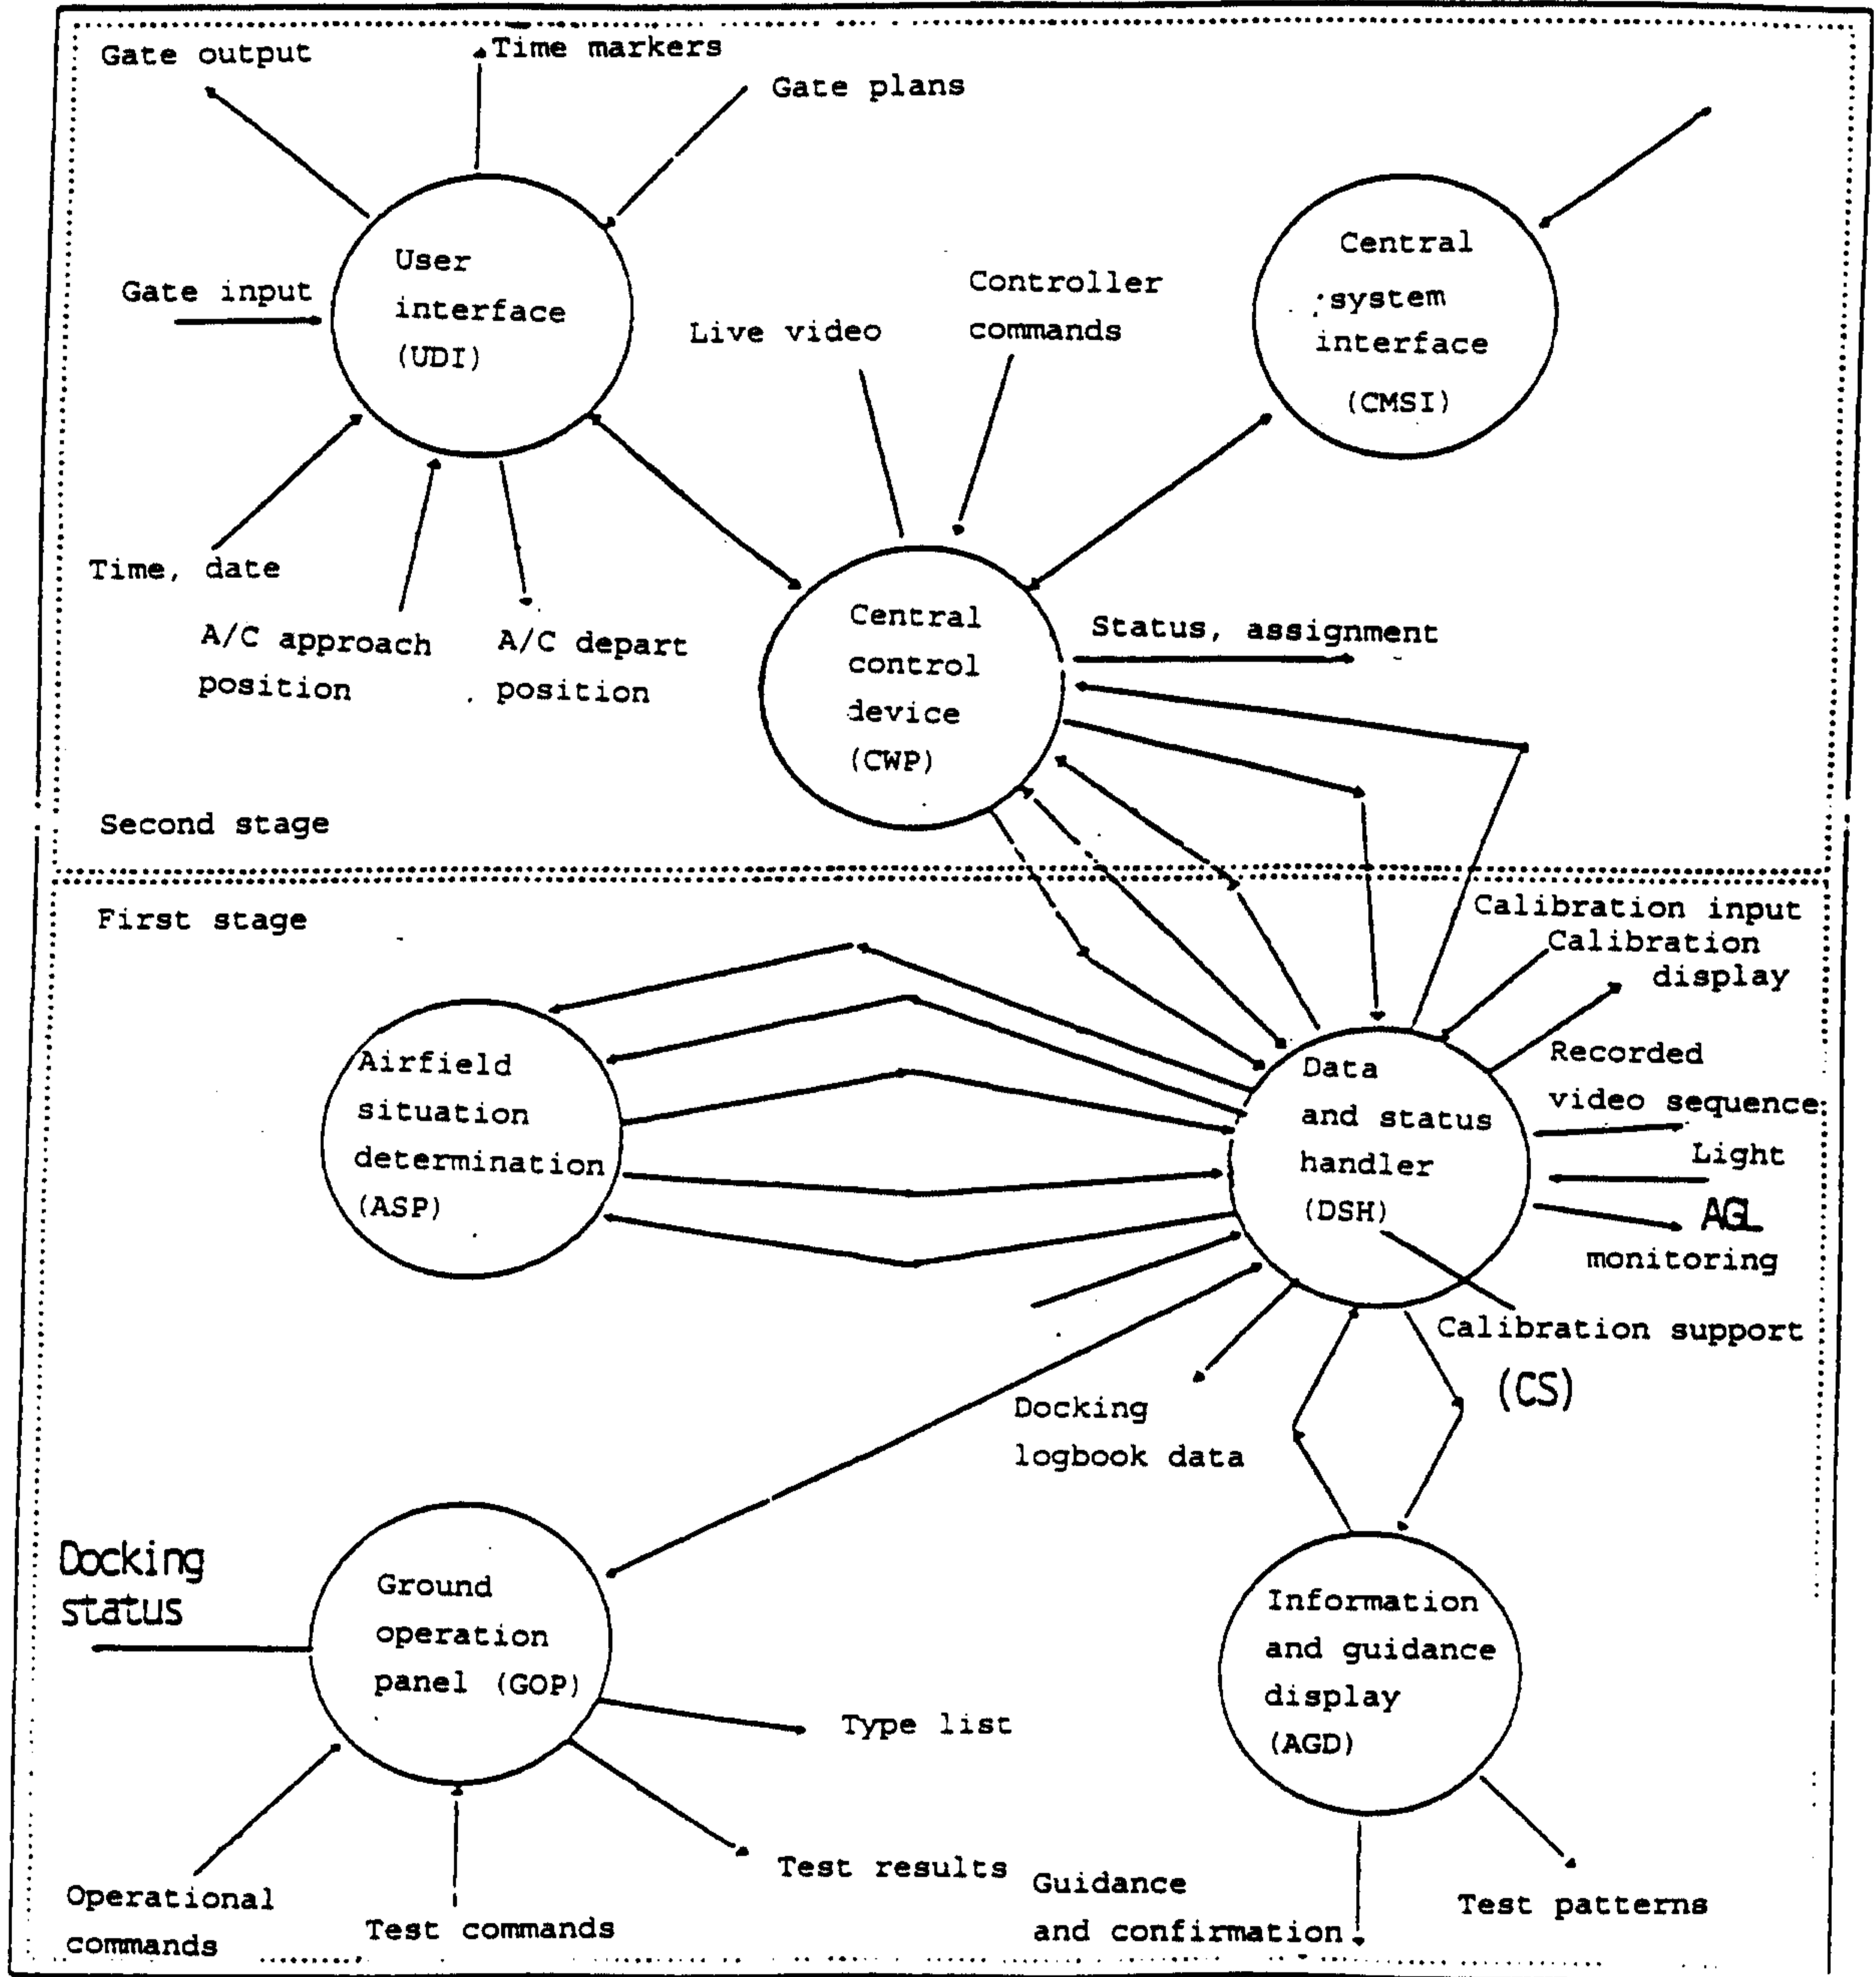 Gate output
Time markers
Gate plans
User
interface
(UDI)
Gate input
Central
system
interface
(CMSI)
Controller
commands
Live video
Time, date
A/C approach
position
A/C depart
position
Central
control
device
(CWP)
Status, assignment
Second stage
First stage
Calibration input
Calibration
display
Airfield
situation
determination
(ASP)
Data
and status
handler
(DSH)
Recorded
video sequence
Light
AGL
monitoring
Calibration support
(CS)
Docking
logbook data
Docking
status
Ground
operation
panel (GOP)
Information
and guidance
display
(AGD)
Type list
Test results
Operational
commands
Test commands
Guidance
and confirmation
Test patterns